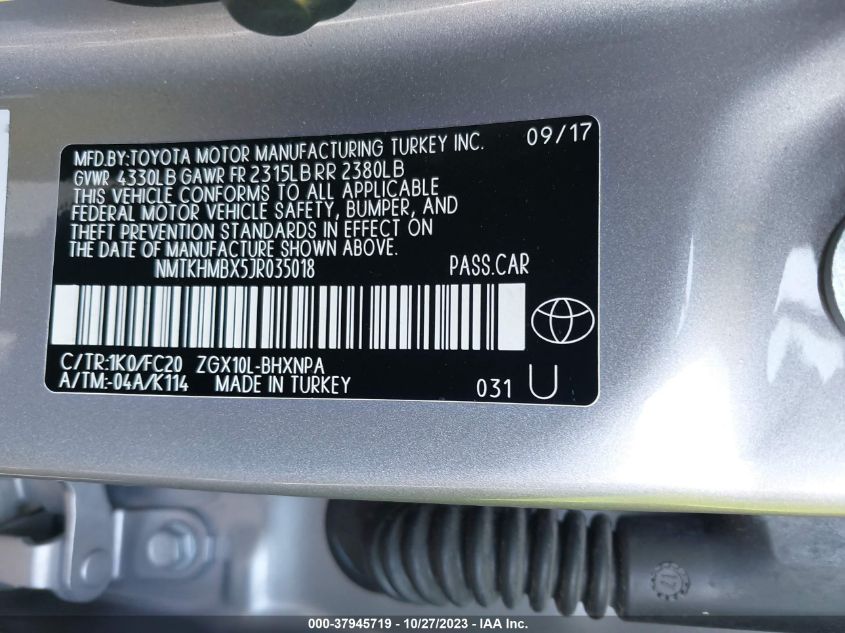 MFD.BY:TOYOTA MOTOR MANUFACTURING TURKEY INC. 09/17
GVWR 4330LB GAWR FR 2315LB RR 2380LB
THIS VEHICLE CONFORMS TO ALL APPLICABLE
FEDERAL MOTOR VEHICLE SAFETY, BUMPER, AND
THEFT PREVENTION STANDARDS IN EFFECT ON
THE DATE OF MANUFACTURE SHOWN ABOVE.
NMTKHMBX5JR035018 PASS.CAR
C/TR:1K0/FC20 ZGX10L-BHXNPA
A/TM:-04A/K114 MADE IN TURKEY 031 U
17
000-37945719 - 10/27/2023 - IAA Inc.